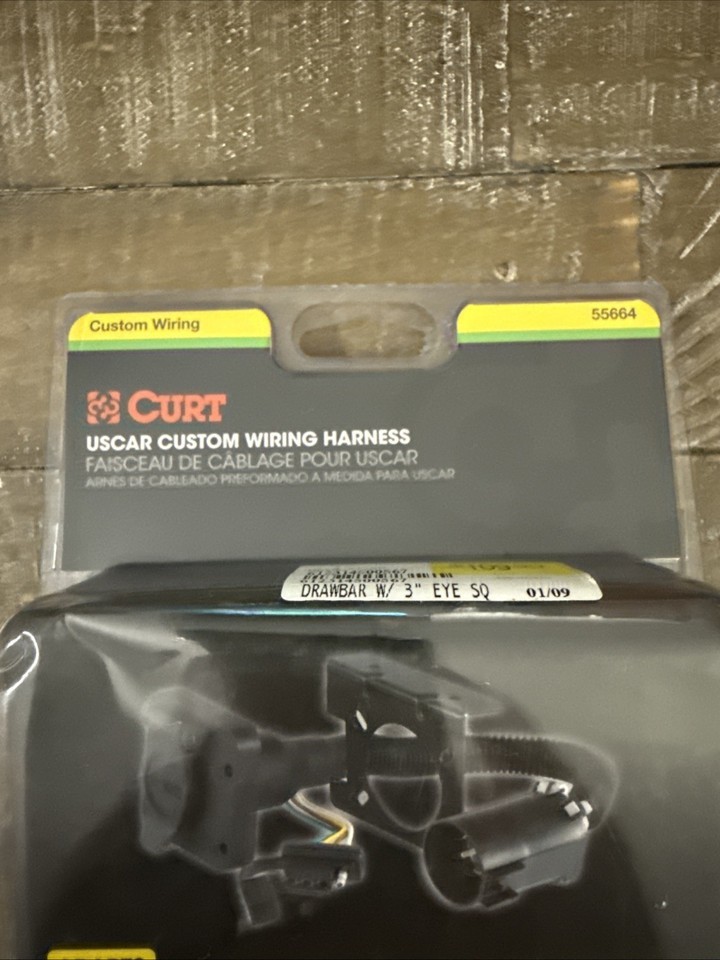 Custom Wiring
55664
CURT
USCAR CUSTOM WIRING HARNESS
FAISCEAU DE CÂBLAGE POUR USCAR
ARNÉS DE CABLEADO PREFORMADO A MEDIDA PARA USCAR
DRAWBAR W/ 3" EYE SQ 01/09